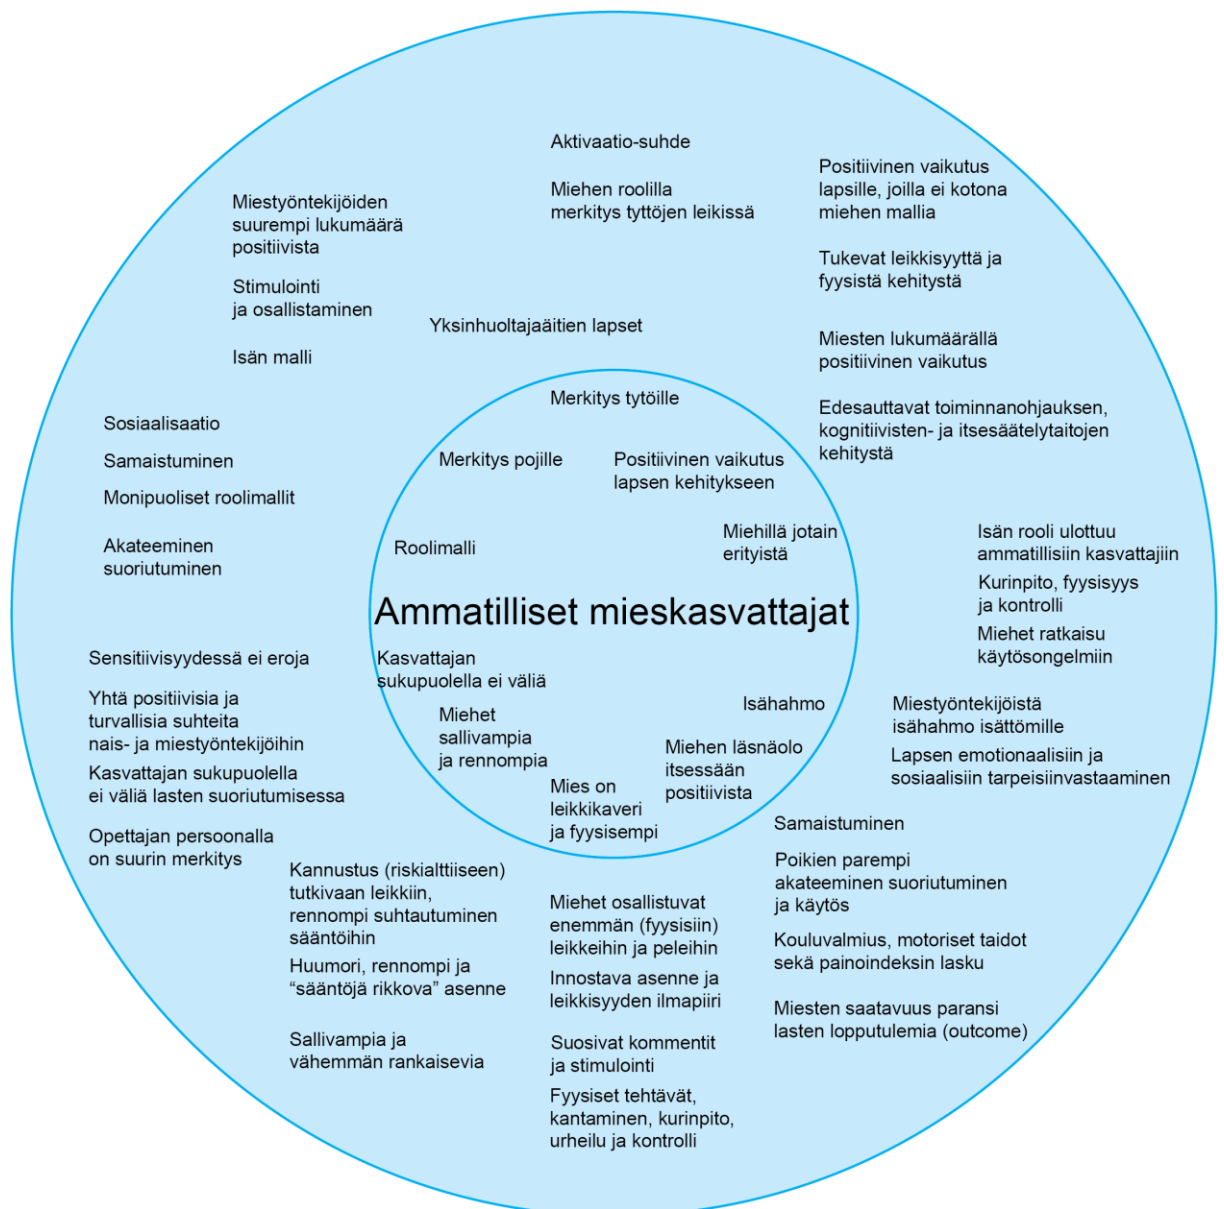 Aktivaatio-suhde
Miehen roolilla
merkitys tyttöjen leikissä
Positiivinen vaikutus
lapsille, joilla ei kotona
miehen mallia
Tukevat leikkisyyttä ja
fyysistä kehitystä
Miesten lukumäärällä
positiivinen vaikutus
Edesauttavat toiminnanohjauksen,
kognitiivisten- ja itsesäätelytaitojen
kehitystä
Miestyöntekijöiden
suurempi lukumäärä
positiivista
Stimulointi
ja osallistaminen
Isän malli
Yksinhuoltajaäitien lapset
Sosiaalisaatio
Samaistuminen
Monipuoliset roolimallit
Akateeminen
suoriutuminen
Merkitys tytöille
Merkitys pojille
Positiivinen vaikutus
lapsen kehitykseen
Roolimalli
Miehillä jotain
erityistä
Isän rooli ulottuu
ammatillisiin kasvattajiin
Kurinpito, fyysisyys
ja kontrolli
Miehet ratkaisu
käytösongelmiin
Ammatilliset mieskasvattajat
Sensitiivisyydessä ei eroja
Yhtä positiivisia ja
turvallisia suhteita
nais- ja miestyöntekijöihin
Kasvattajan sukupuolella
ei väliä lasten suoriutumisessa
Opettajan persoonalla
on suurin merkitys
Kasvattajan
sukupuolella ei väliä
Miehet
sallivampia
ja rennompia
Mies on
leikkikaveri
ja fyysisempi
Miehen läsnäolo
itsessään
positiivista
Isähahmo
Miestyöntekijöistä
isähahmo isättömille
Lapsen emotionaalisiin ja
sosiaalisiin tarpeisiinvastaaminen
Samaistuminen
Poikien parempi
akateeminen suoriutuminen
ja käytös
Kouluvalmius, motoriset taidot
sekä painoindeksin lasku
Miesten saatavuus paransi
lasten lopputulemia (outcome)
Kannustus (riskialttiiseen)
tutkivaan leikkiin,
rennompi suhtautuminen
sääntöihin
Huumori, rennompi ja
“sääntöjä rikkova” asenne
Sallivampia ja
vähemmän rankaisevia
Miehet osallistuvat
enemmän (fyysisiin)
leikkeihin ja peleihin
Innostava asenne ja
leikkisyyden ilmapiiri
Suosivat kommentit
ja stimulointi
Fyysiset tehtävät,
kantaminen, kurinpito,
urheilu ja kontrolli